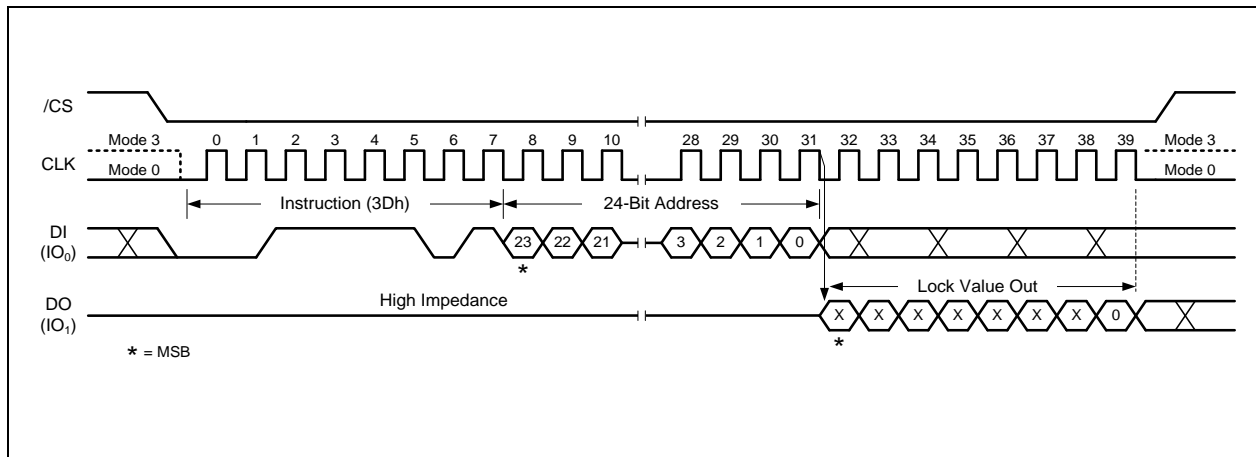 /CS
Mode 3 0 1 2 3 4 5 6 7 8 9 10 28 29 30 31 32 33 34 35 36 37 38 39 Mode 3
CLK
Mode 0 Mode 0
Instruction (3Dh) 24-Bit Address
DI
(IO0)
23 22 21 3 2 1 0
*
Lock Value Out
High Impedance
DO
(IO1)
X X X X X X X 0
* = MSB *